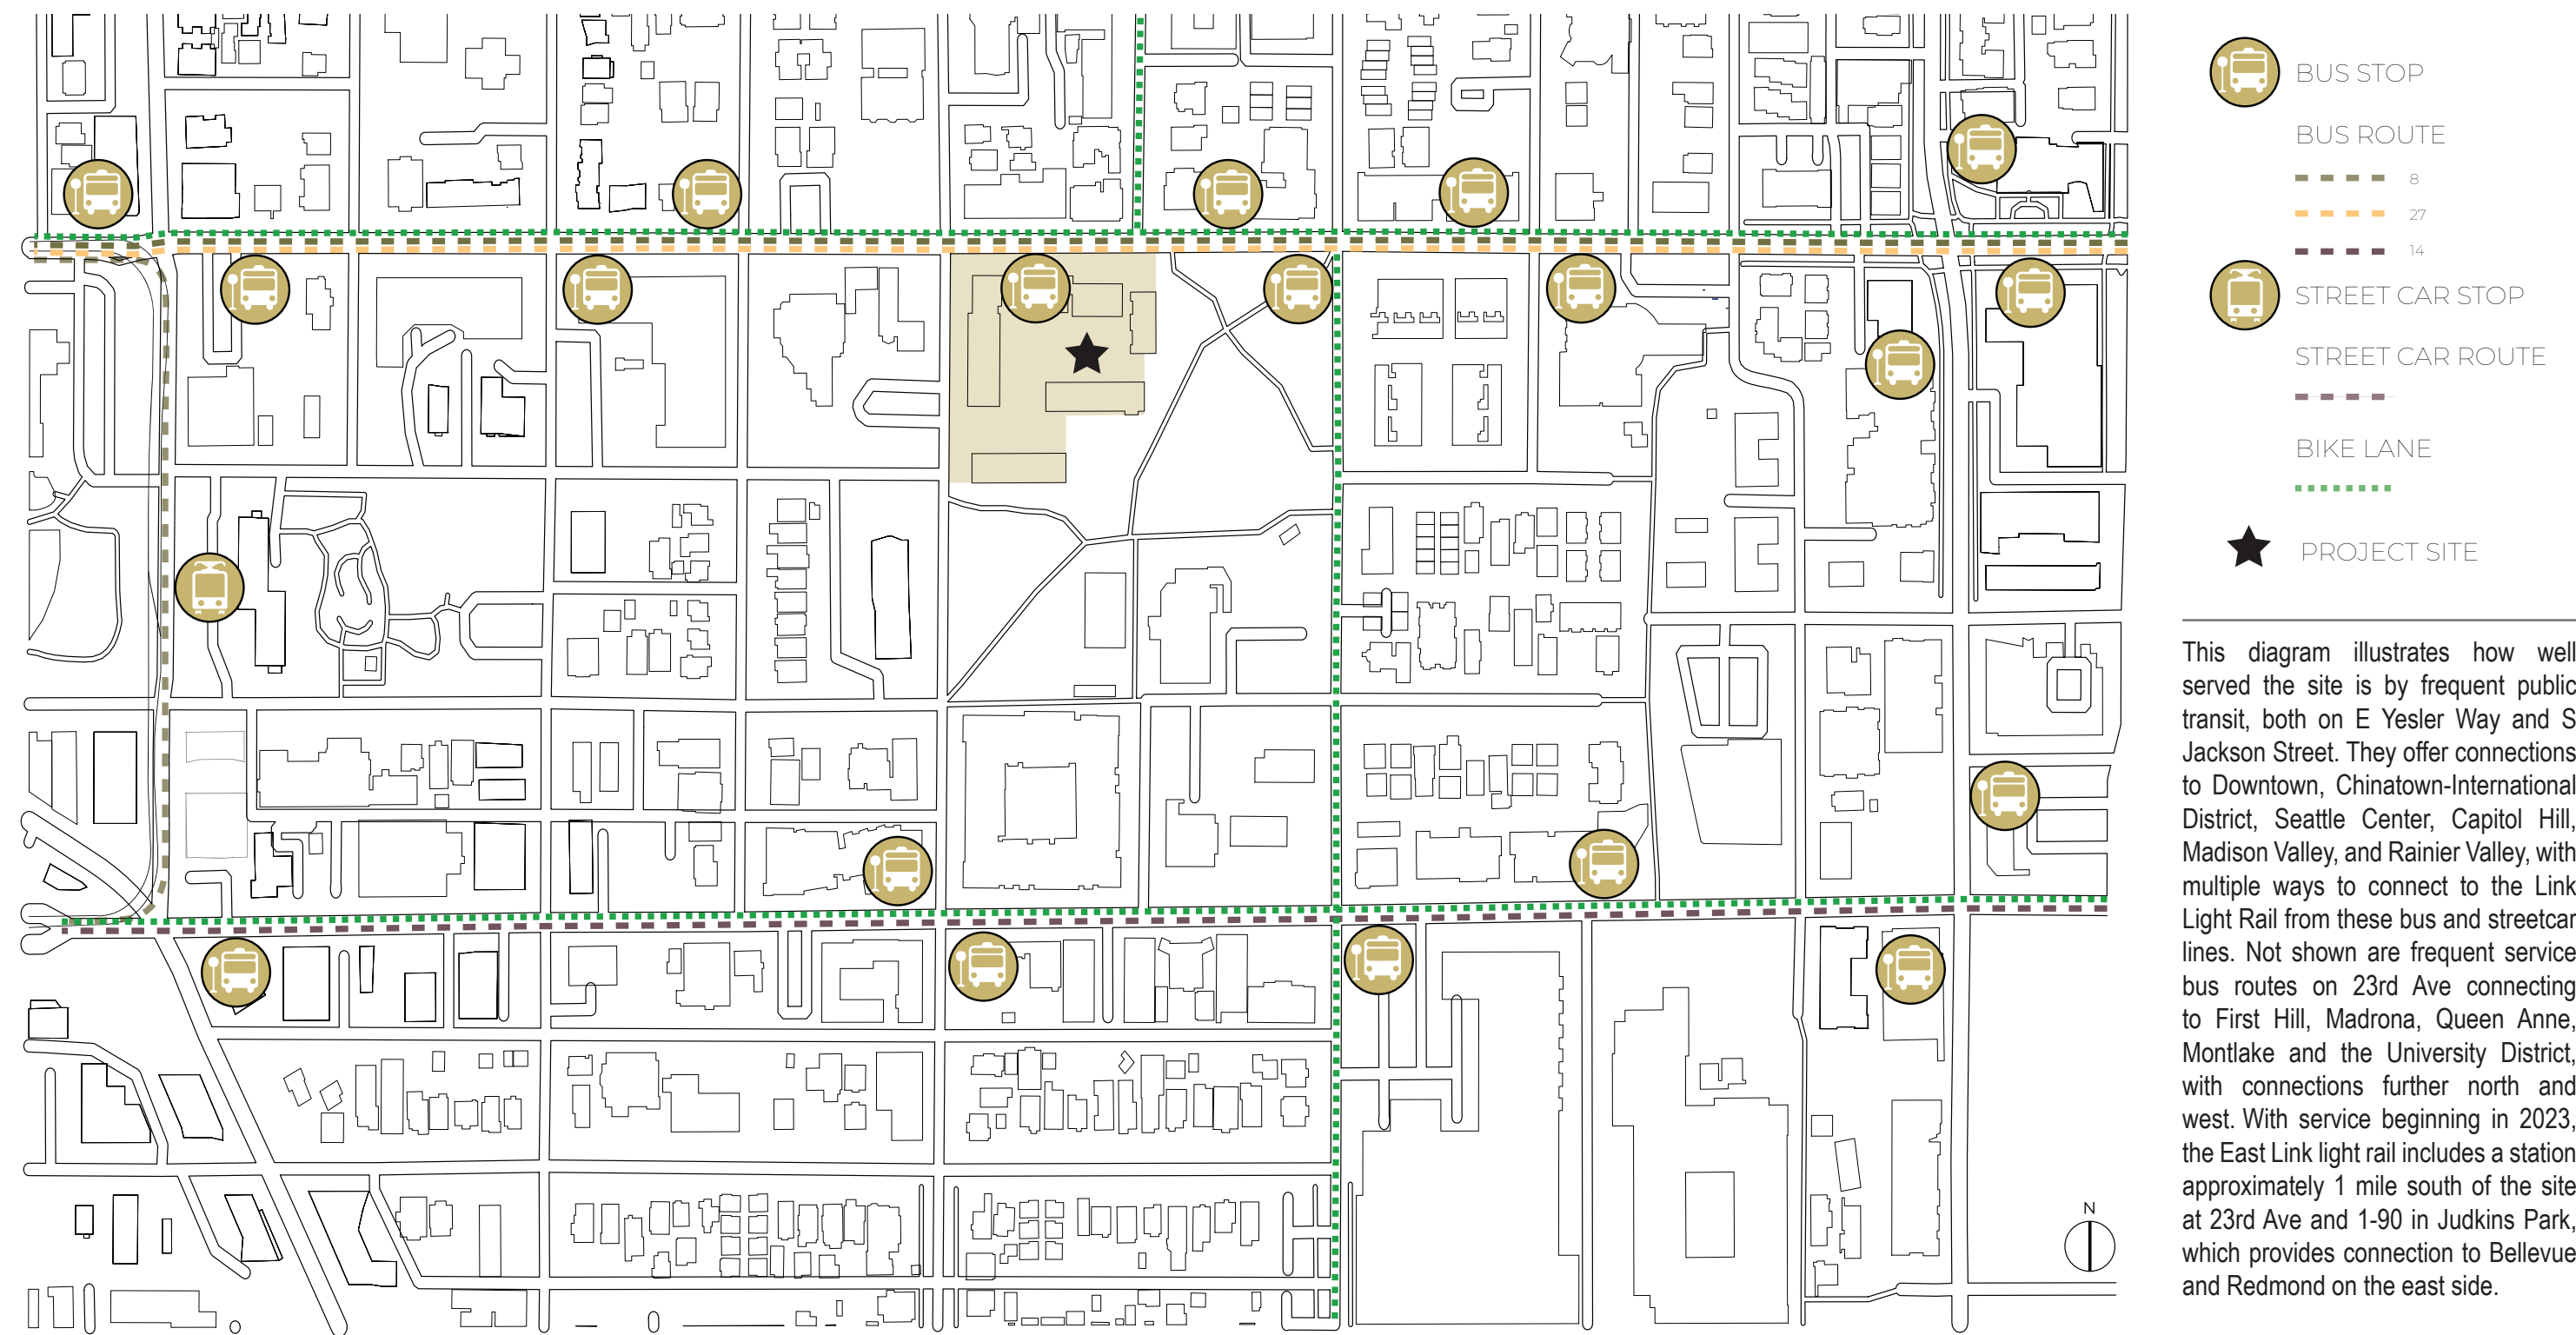 BUS STOP
BUS ROUTE
8
27
14
STREET CAR STOP
STREET CAR ROUTE
BIKE LANE
PROJECT SITE
This diagram illustrates how well
served the site is by frequent public
transit, both on E Yesler Way and S
Jackson Street. They offer connections
to Downtown, Chinatown-International
District, Seattle Center, Capitol Hill,
Madison Valley, and Rainier Valley, with
multiple ways to connect to the Link
Light Rail from these bus and streetcar
lines. Not shown are frequent service
bus routes on 23rd Ave connecting
to First Hill, Madrona, Queen Anne,
Montlake and the University District,
with connections further north and
west. With service beginning in 2023,
the East Link light rail includes a station
approximately 1 mile south of the site
at 23rd Ave and 1-90 in Judkins Park,
which provides connection to Bellevue
and Redmond on the east side.
N